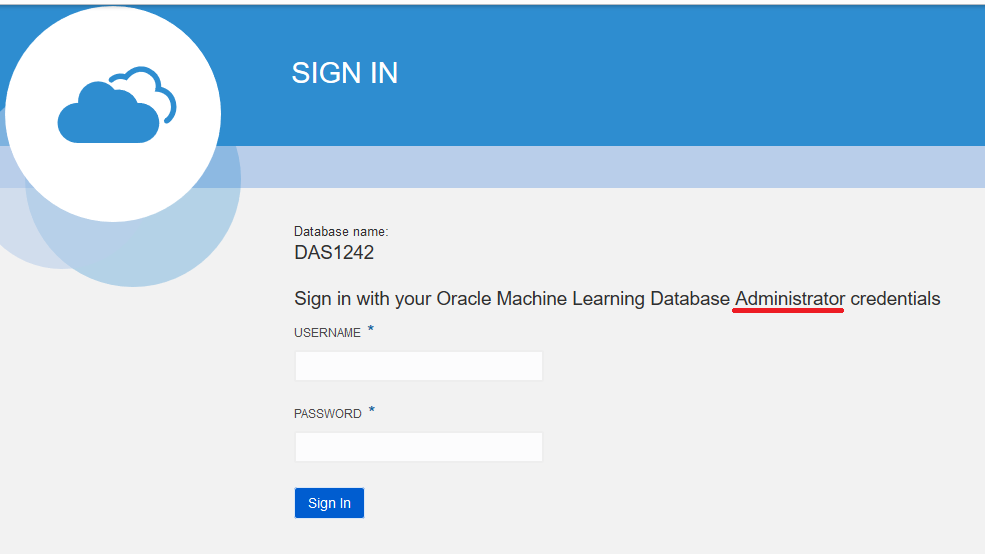 SIGN IN
Database name:
DAS1242
Sign in with your Oracle Machine Learning Database Administrator credentials
USERNAME *
PASSWORD *
Sign In